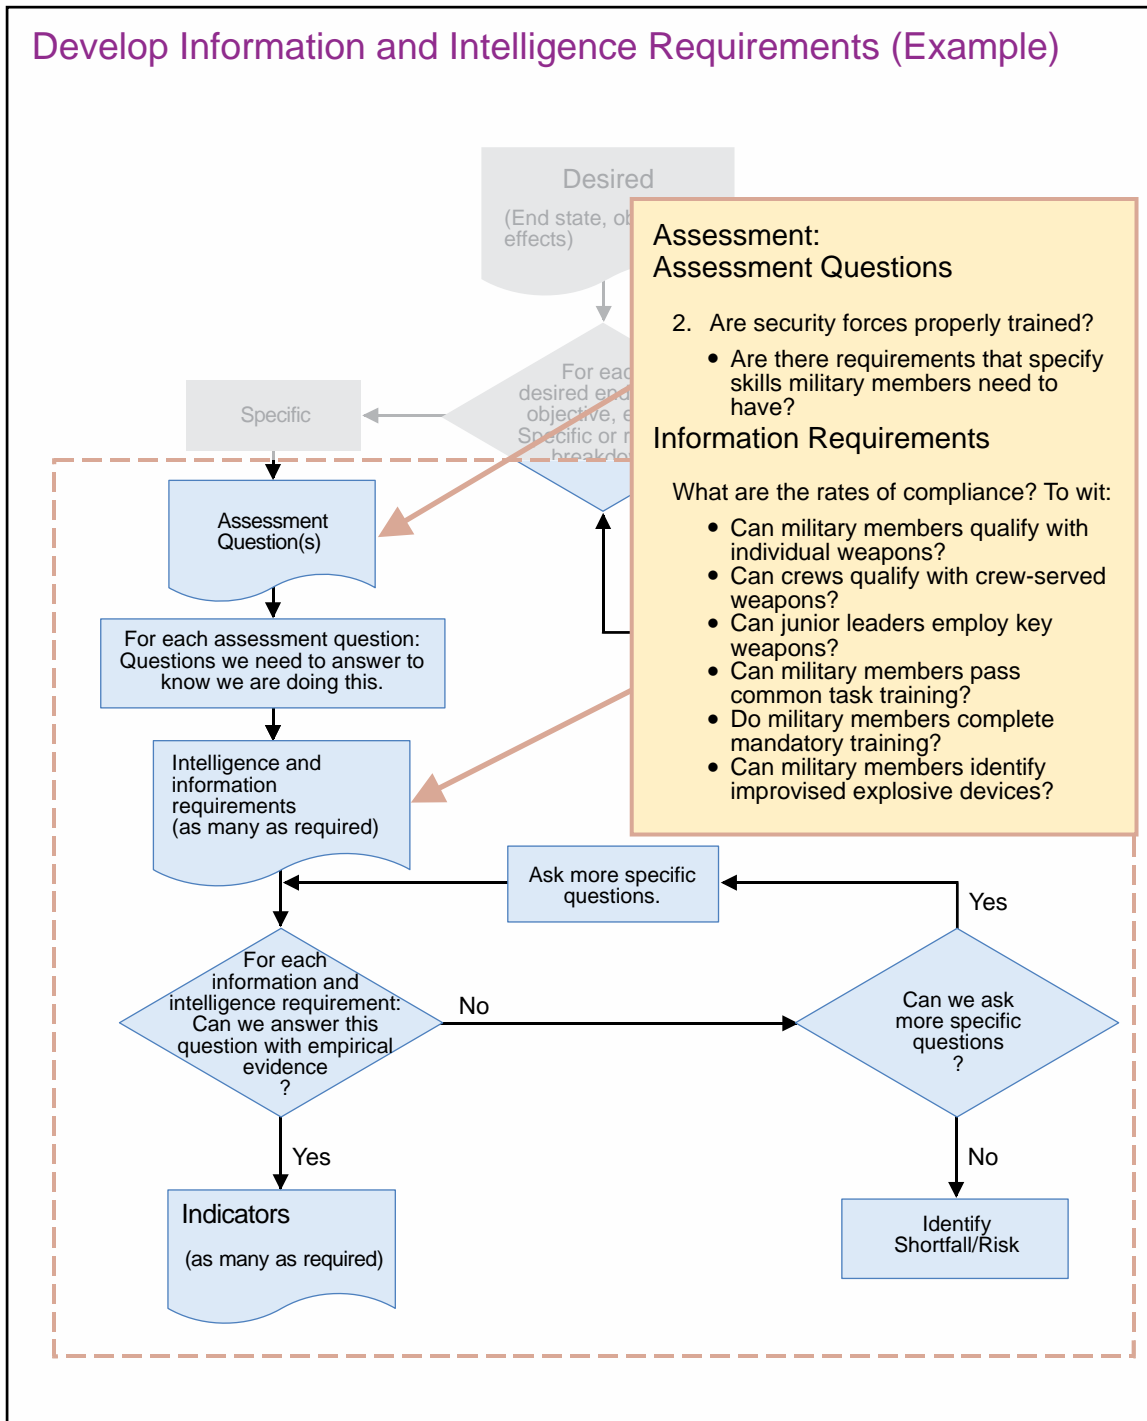 Develop Information and Intelligence Requirements (Example)
Desired
(End state, ob
effects)
For eac
desired end
objective, e
Specific or
breakdo
Specific
Assessment:
Assessment Questions
2. Are security forces properly trained?
• Are there requirements that specify
skills military members need to
have?
Information Requirements
What are the rates of compliance? To wit:
• Can military members qualify with
individual weapons?
• Can crews qualify with crew-served
weapons?
• Can junior leaders employ key
weapons?
• Can military members pass
common task training?
• Do military members complete
mandatory training?
• Can military members identify
improvised explosive devices?
Assessment
Question(s)
For each assessment question:
Questions we need to answer to
know we are doing this.
Intelligence and
information
requirements
(as many as required)
Ask more specific
questions.
Yes
For each
information and
intelligence requirement:
Can we answer this
question with empirical
evidence
?
No
Can we ask
more specific
questions
?
Yes
No
Indicators
(as many as required)
Identify
Shortfall/Risk